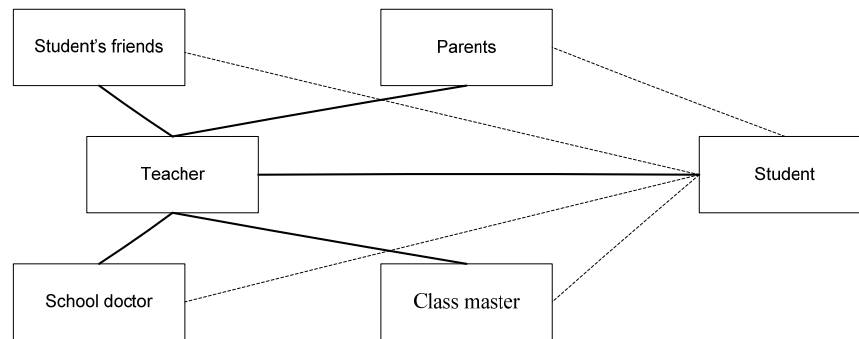 Student's friends
Parents
Teacher
Student
School doctor
Class master